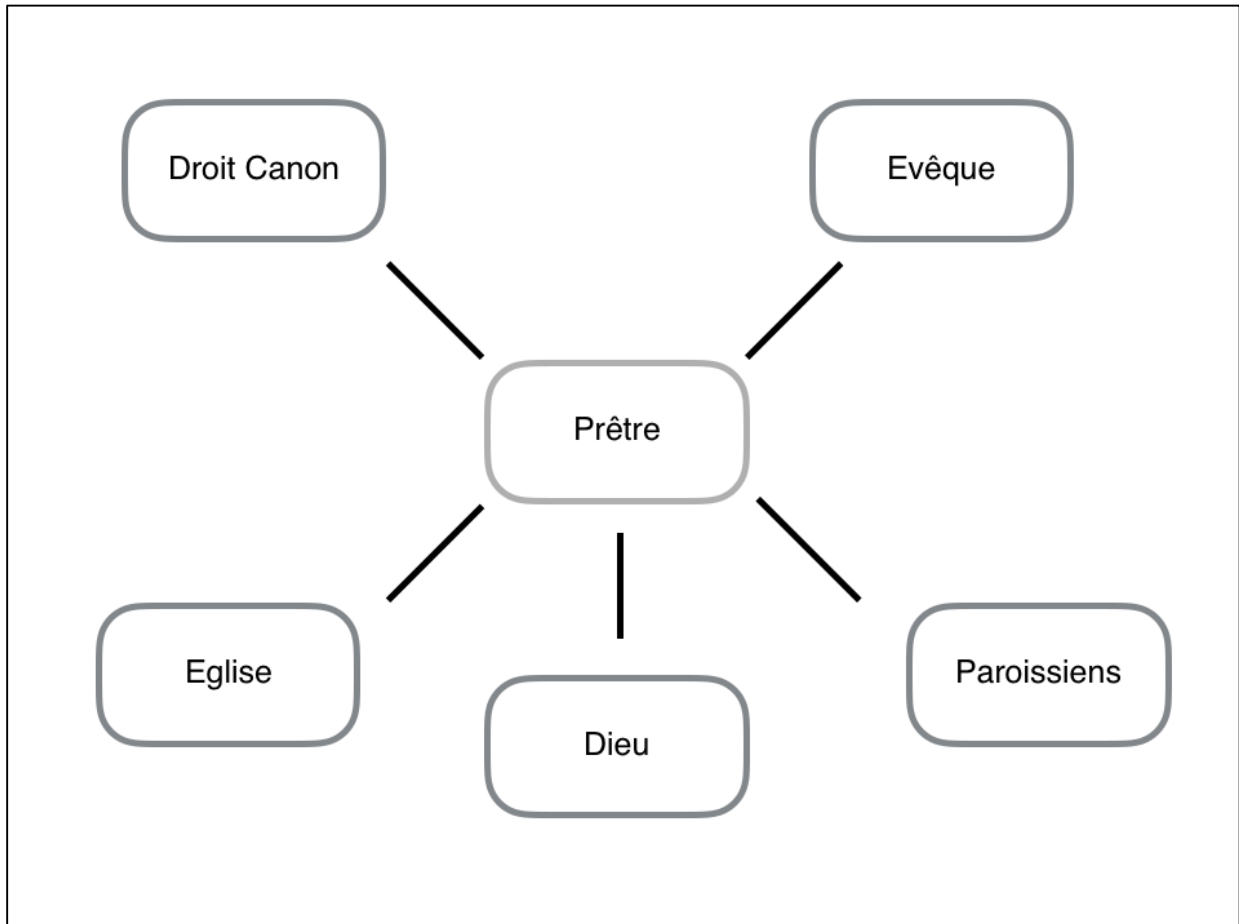 Droit Canon
Evêque
Prêtre
Eglise
Dieu
Paroissiens